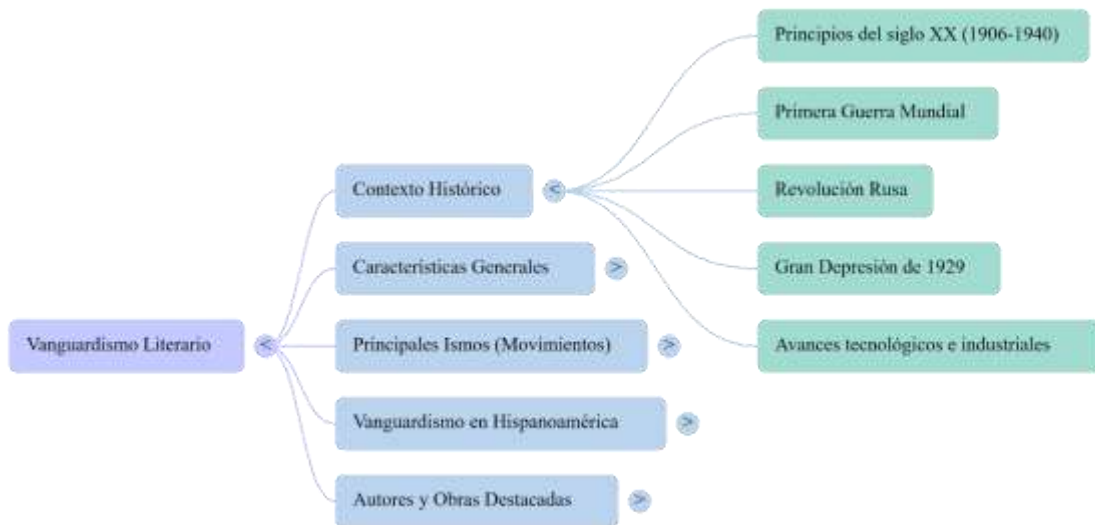 Vanguardismo Literario
<
Contexto Histórico
<
Principios del siglo XX (1906-1940)
Primera Guerra Mundial
Revolución Rusa
Gran Depresión de 1929
Avances tecnológicos e industriales
Características Generales
>
Principales Ismos (Movimientos)
>
Vanguardismo en Hispanoamérica
>
Autores y Obras Destacadas
>